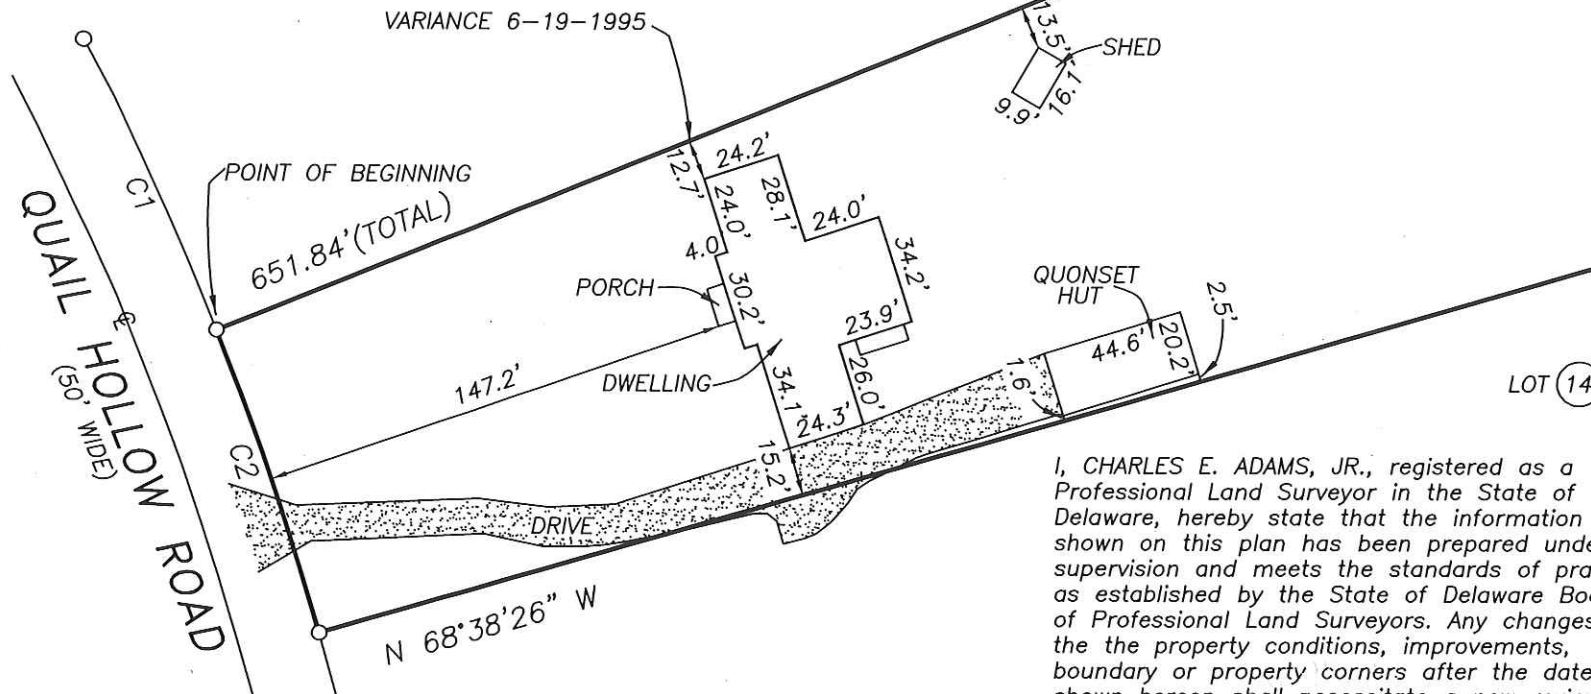 VARIANCE 6-19-1995
13.5'
SHED
16.1'
9.9'
POINT OF BEGINNING
C1
651.84' (TOTAL)
12.7'
24.2'
24.0'
28.1'
24.0'
34.2'
4.0
PORCH
30.2'
23.9'
QUONSET
HUT
2.5'
44.6'
20.2'
1.6'
QUAIL HOLLOW ROAD
℄
(50' WIDE)
147.2'
DWELLING
34.1'
26.0'
24.3'
15.2'
C2
DRIVE
N 68°38'26" W
LOT 14
I, CHARLES E. ADAMS, JR., registered as a
Professional Land Surveyor in the State of
Delaware, hereby state that the information
shown on this plan has been prepared unde
supervision and meets the standards of pra
as established by the State of Delaware Bo
of Professional Land Surveyors. Any changes
the the property conditions, improvements,
boundary or property corners after the date